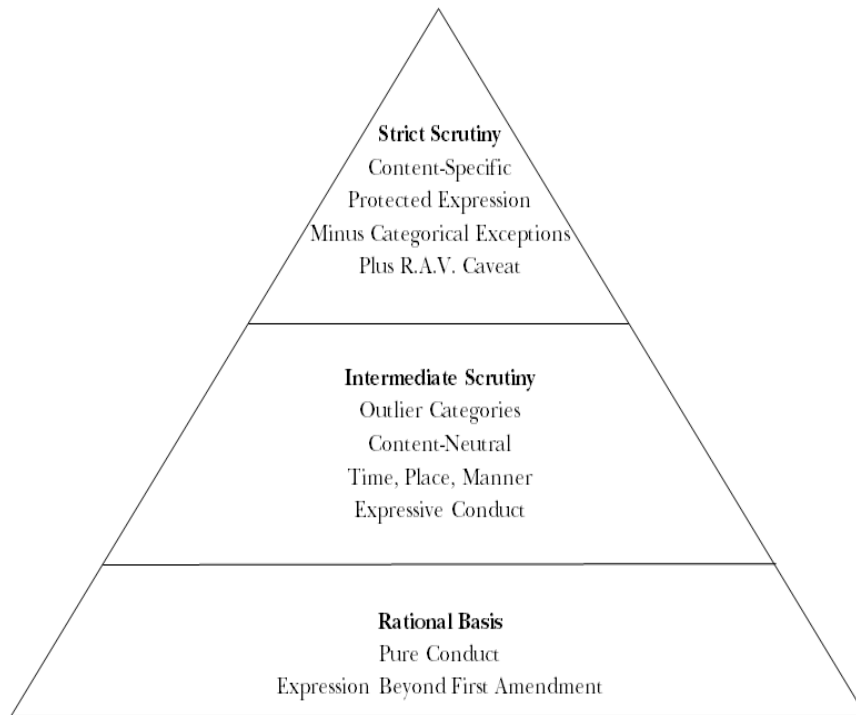 Strict Scrutiny
Content-Specific
Protected Expression
Minus Categorical Exceptions
Plus R.A.V. Caveat
Intermediate Scrutiny
Outlier Categories
Content-Neutral
Time, Place, Manner
Expressive Conduct
Rational Basis
Pure Conduct
Expression Beyond First Amendment